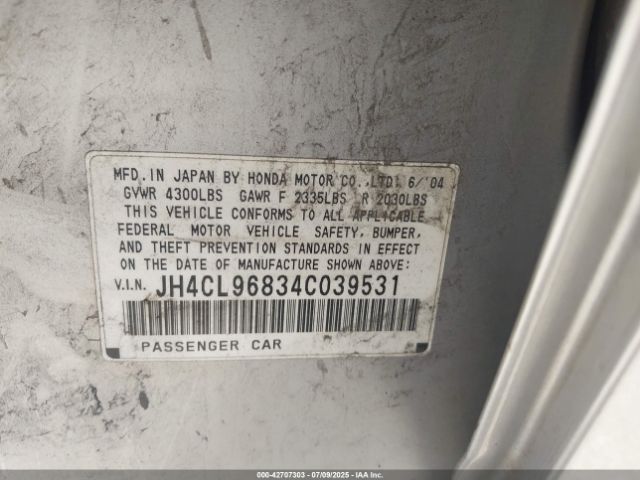 MFD. IN JAPAN BY HONDA MOTOR CO., LTD. 6/'04
GVWR 4300LBS GAWR F 2335LBS R 2030LBS
THIS VEHICLE CONFORMS TO ALL APPLICABLE
FEDERAL MOTOR VEHICLE SAFETY, BUMPER,
AND THEFT PREVENTION STANDARDS IN EFFECT
ON THE DATE OF MANUFACTURE SHOWN ABOVE:
V.I.N. JH4CL96834C039531
PASSENGER CAR
000-42707303 - 07/09/2025 - IAAI.com